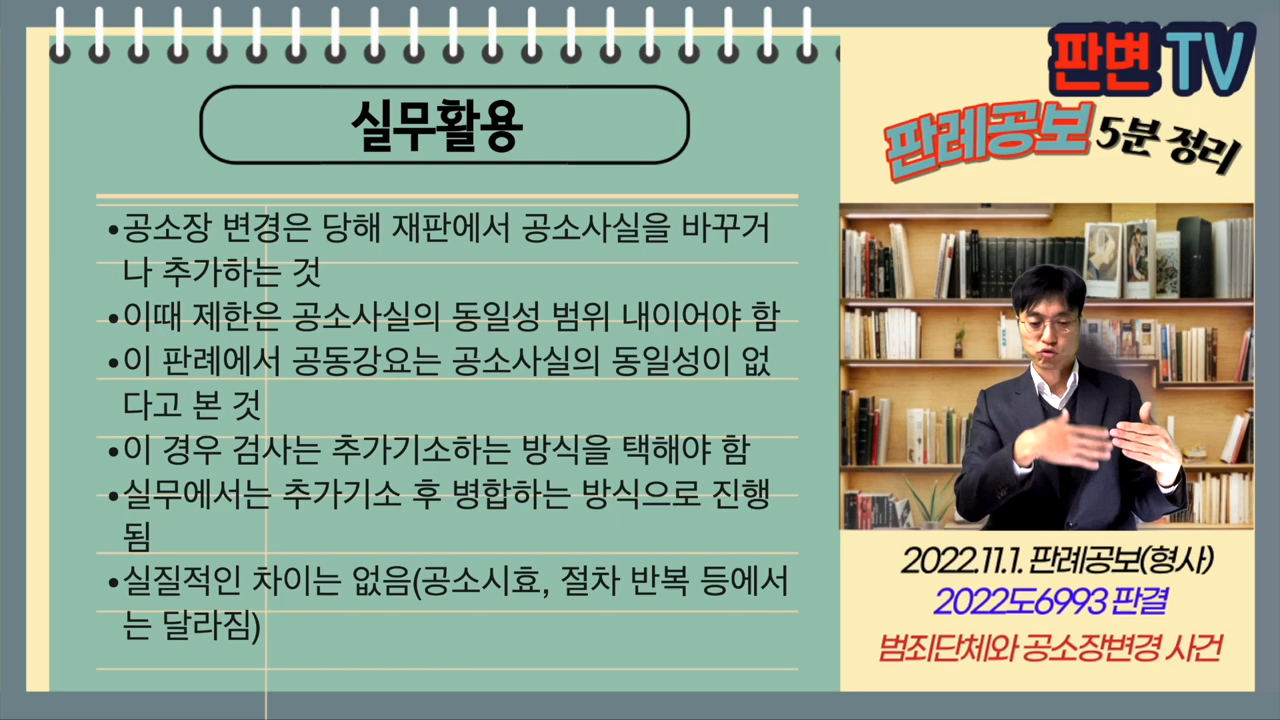 실무활용
•공소장 변경은 당해 재판에서 공소사실을 바꾸거
나 추가하는 것
•이때 제한은 공소사실의 동일성 범위 내이어야 함
•이 판례에서 공동강요는 공소사실의 동일성이 없
다고 본 것
•이 경우 검사는 추가기소하는 방식을 택해야 함
•실무에서는 추가기소 후 병합하는 방식으로 진행
됨
•실질적인 차이는 없음(공소시효, 절차 반복 등에서
는 달라짐)
판변 TV
판례공보 5분 정리
2022.11.1. 판례공보(형사)
2022도6993 판결
범죄단체와 공소장변경 사건